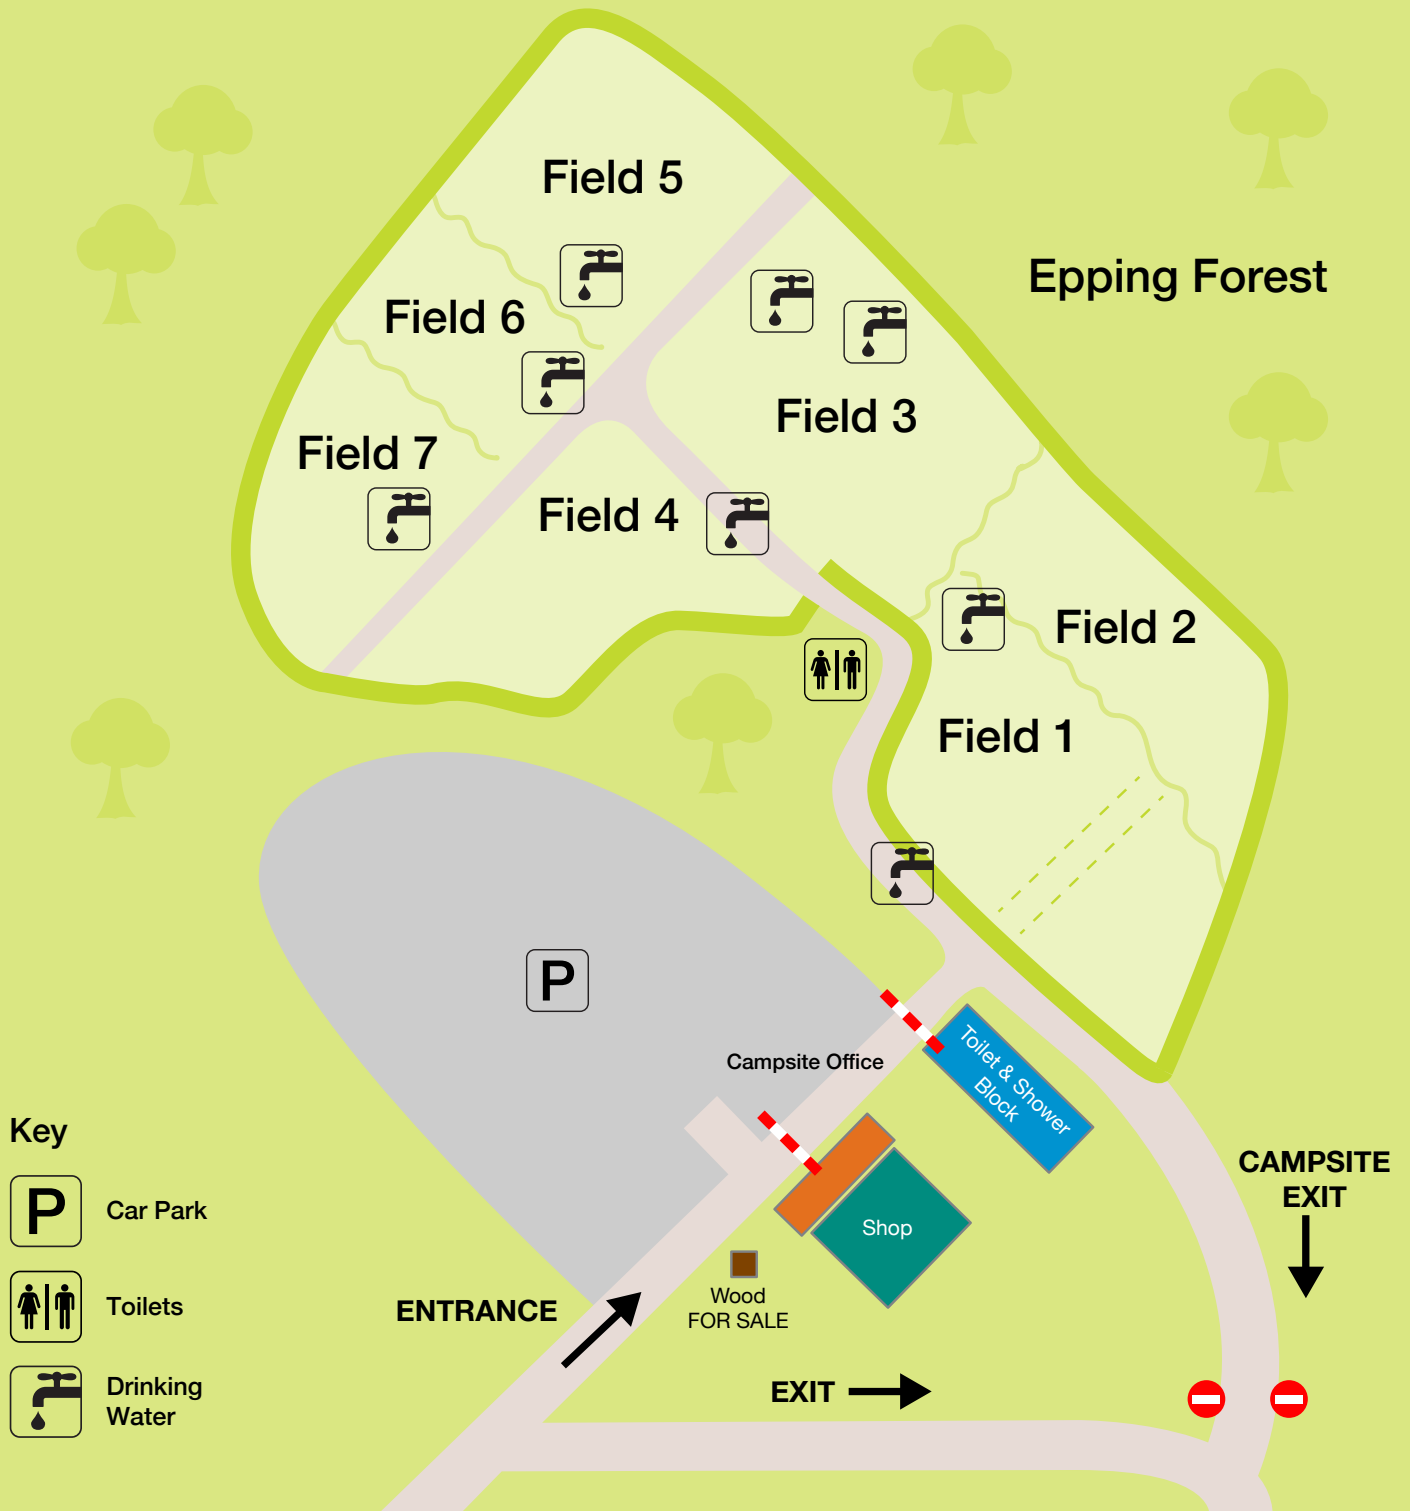 Field 5
Epping Forest
Field 6
Field 3
Field 7
Field 4
Field 2
Field 1
P
Campsite Office
Toilet & Shower
Block
Key
P
Car Park
Toilets
Drinking
Water
CAMPSITE
EXIT
Shop
Wood
FOR SALE
ENTRANCE
EXIT